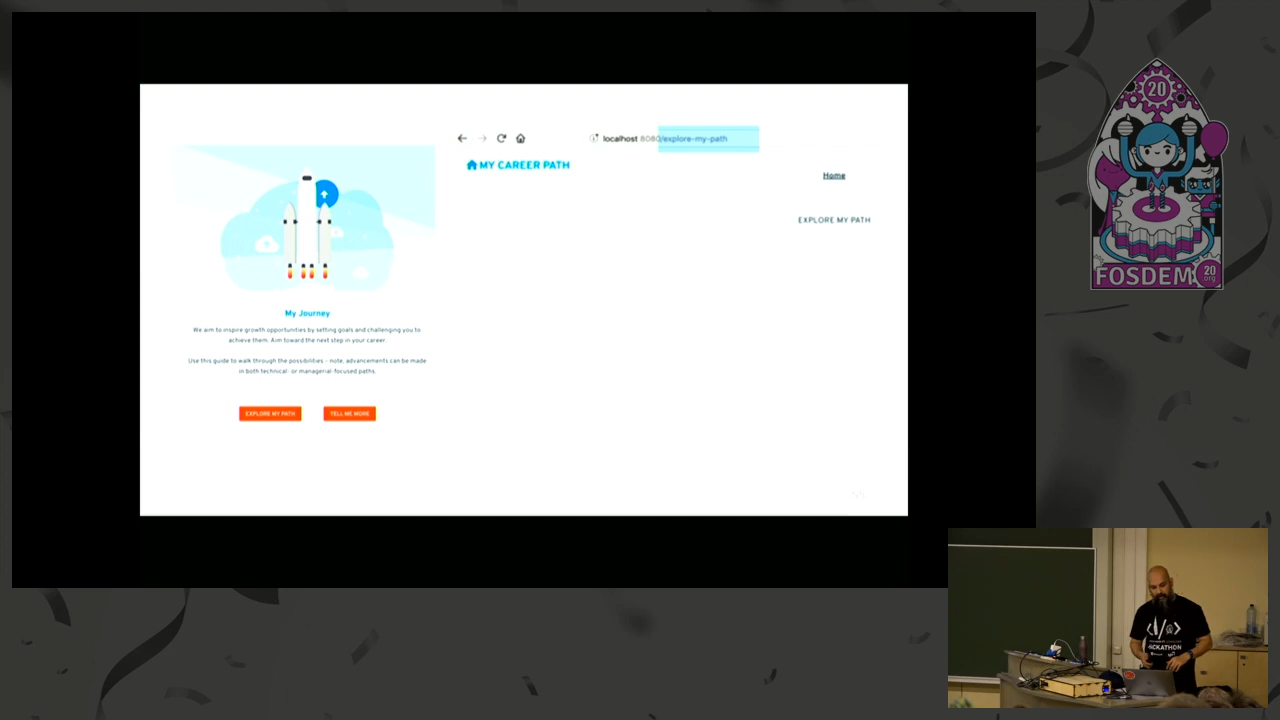 localhost:8080/explore-my-path
MY CAREER PATH
Home
EXPLORE MY PATH
My Journey
We aim to inspire growth opportunities by setting goals and challenging you to
achieve them. Aim toward the next step in your career.
Use this guide to walk through the possibilities - note, advancements can be made
in both technical- or managerial-focused paths.
EXPLORE MY PATH
TELL ME MORE
20
FOSDEM
20
.org
</i>
HACKATHON